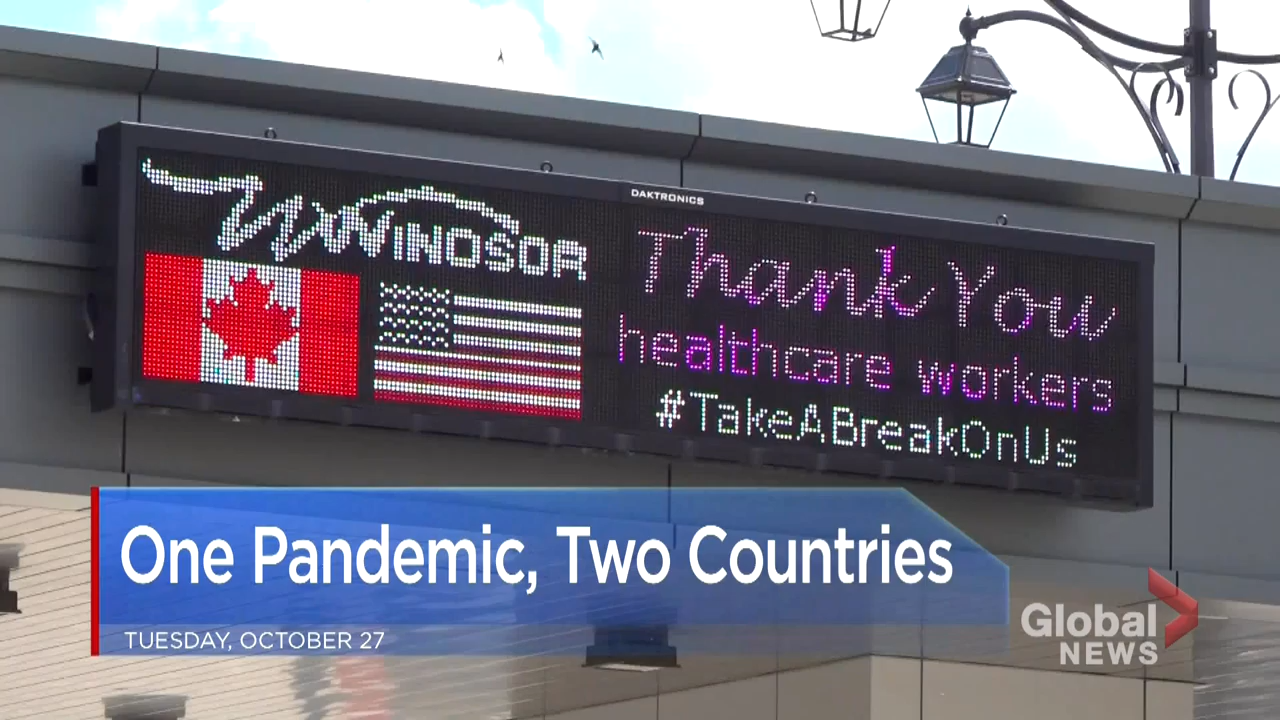 DAKTRONICS
WINDSOR
Thank You
healthcare workers
#TakeABreakOnUs
One Pandemic, Two Countries
TUESDAY, OCTOBER 27
Global
NEWS